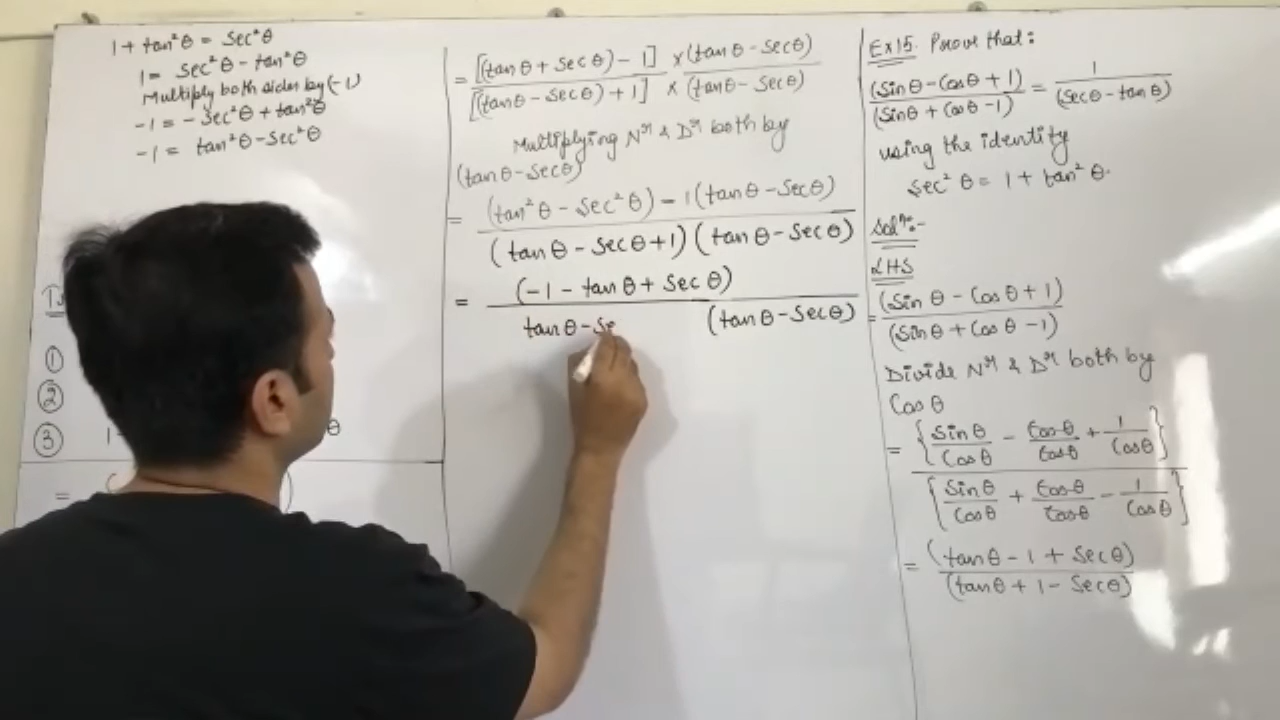 1 + tan²θ = Sec²θ
1 = Sec²θ - tan²θ
Multiply both sides by (-1)
-1 = - Sec²θ + tan²θ
-1 = tan²θ - Sec²θ
①
②
③ 1 θ
= ( )
= [(tanθ + Secθ) - 1] × (tanθ - Secθ)
[(tanθ - Secθ) + 1] × (tanθ - Secθ)
Multiplying Nʳ & Dʳ both by
(tanθ - Secθ)
= (tan²θ - Sec²θ) - 1(tanθ - Secθ)
(tanθ - Secθ + 1)(tanθ - Secθ)
= (-1 - tanθ + Secθ)
tanθ - Se (tanθ - Secθ)
Ex15. Prove that:
(Sinθ - Cosθ + 1) = 1
(Sinθ + Cosθ - 1) (Secθ - tanθ)
using the identity
Sec²θ = 1 + tan²θ.
Solⁿ:-
LHS
= (Sinθ - Cosθ + 1)
(Sinθ + Cosθ - 1)
Divide Nʳ & Dʳ both by
Cosθ
= {Sinθ/Cosθ - Cosθ/Cosθ + 1/Cosθ}
{Sinθ/Cosθ + Cosθ/Cosθ - 1/Cosθ}
= (tanθ - 1 + Secθ)
(tanθ + 1 - Secθ)